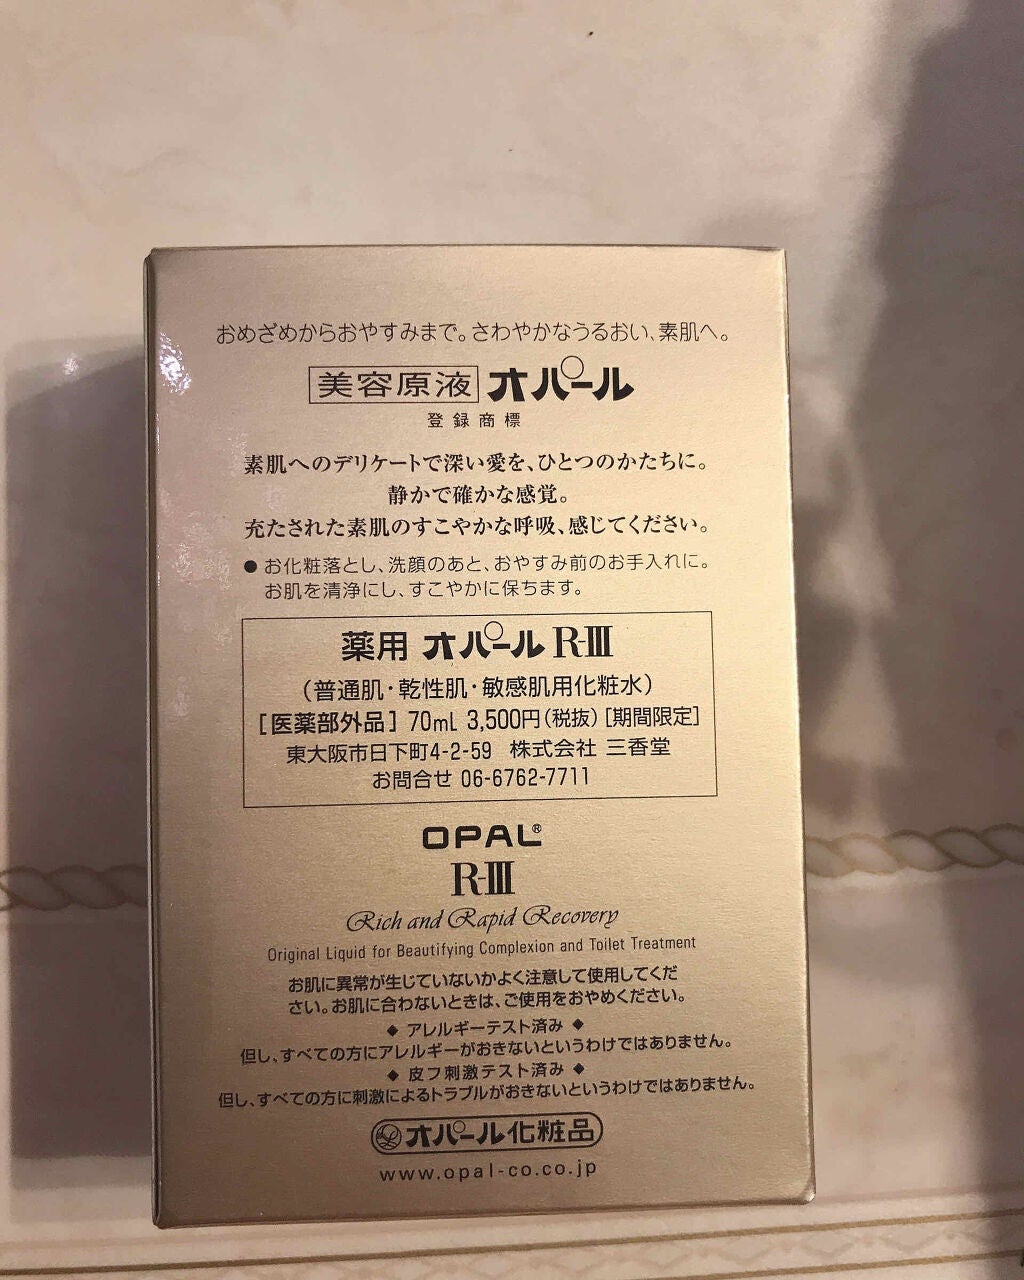 おめざめからおやすみまで。さわやかなうるおい、素肌へ。
美容原液 オパール
登録商標
素肌へのデリケートで深い愛を、ひとつのかたちに。
静かで確かな感覚。
充たされた素肌のすこやかな呼吸、感じてください。
● お化粧落とし、洗顔のあと、おやすみ前のお手入れに。
お肌を清浄にし、すこやかに保ちます。
薬用 オパール R-III
(普通肌・乾性肌・敏感肌用化粧水)
[医薬部外品] 70mL 3,500円(税抜) [期間限定]
東大阪市日下町4-2-59 株式会社 三香堂
お問合せ 06-6762-7711
OPAL®
R-III
Rich and Rapid Recovery
Original Liquid for Beautifying Complexion and Toilet Treatment
お肌に異常が生じていないかよく注意して使用してくだ
さい。お肌に合わないときは、ご使用をおやめください。
◆ アレルギーテスト済み ◆
但し、すべての方にアレルギーがおきないというわけではありません。
◆ 皮フ刺激テスト済み ◆
但し、すべての方に刺激によるトラブルがおきないというわけではありません。
オパール化粧品
www.opal-co.co.jp